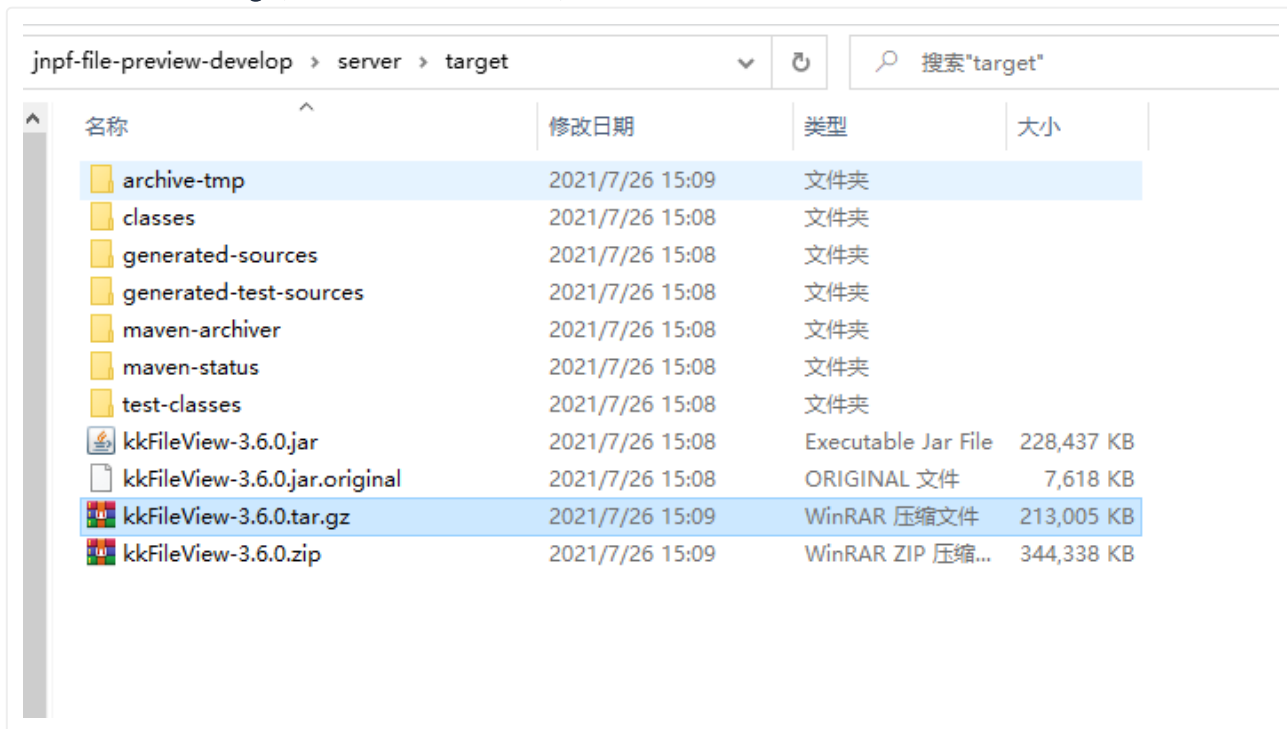 jnpf-file-preview-develop › server › target 搜索"target"
名称 修改日期 类型 大小
archive-tmp 2021/7/26 15:09 文件夹
classes 2021/7/26 15:08 文件夹
generated-sources 2021/7/26 15:08 文件夹
generated-test-sources 2021/7/26 15:08 文件夹
maven-archiver 2021/7/26 15:08 文件夹
maven-status 2021/7/26 15:08 文件夹
test-classes 2021/7/26 15:08 文件夹
kkFileView-3.6.0.jar 2021/7/26 15:08 Executable Jar File 228,437 KB
kkFileView-3.6.0.jar.original 2021/7/26 15:08 ORIGINAL 文件 7,618 KB
kkFileView-3.6.0.tar.gz 2021/7/26 15:09 WinRAR 压缩文件 213,005 KB
kkFileView-3.6.0.zip 2021/7/26 15:09 WinRAR ZIP 压缩... 344,338 KB